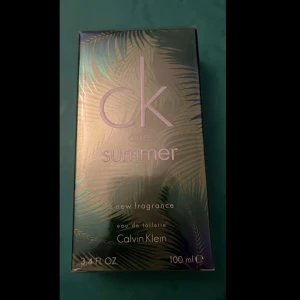 ck
summer
a new fragrance
eau de toilette
Calvin Klein
3.4 FL OZ 100 ml ℮